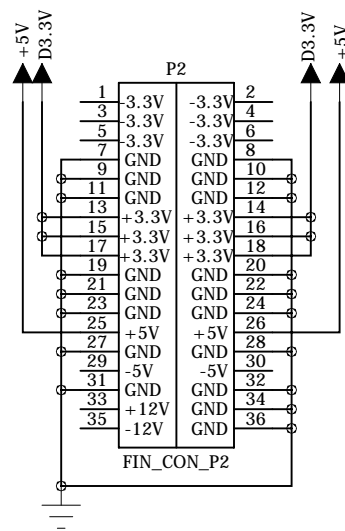 +5V D3.3V D3.3V +5V
P2
1 -3.3V -3.3V 2
3 -3.3V -3.3V 4
5 -3.3V -3.3V 6
7 GND GND 8
9 GND GND 10
11 GND GND 12
13 +3.3V +3.3V 14
15 +3.3V +3.3V 16
17 +3.3V +3.3V 18
19 GND GND 20
21 GND GND 22
23 GND GND 24
25 +5V +5V 26
27 GND GND 28
29 -5V -5V 30
31 GND GND 32
33 +12V GND 34
35 -12V GND 36
FIN_CON_P2